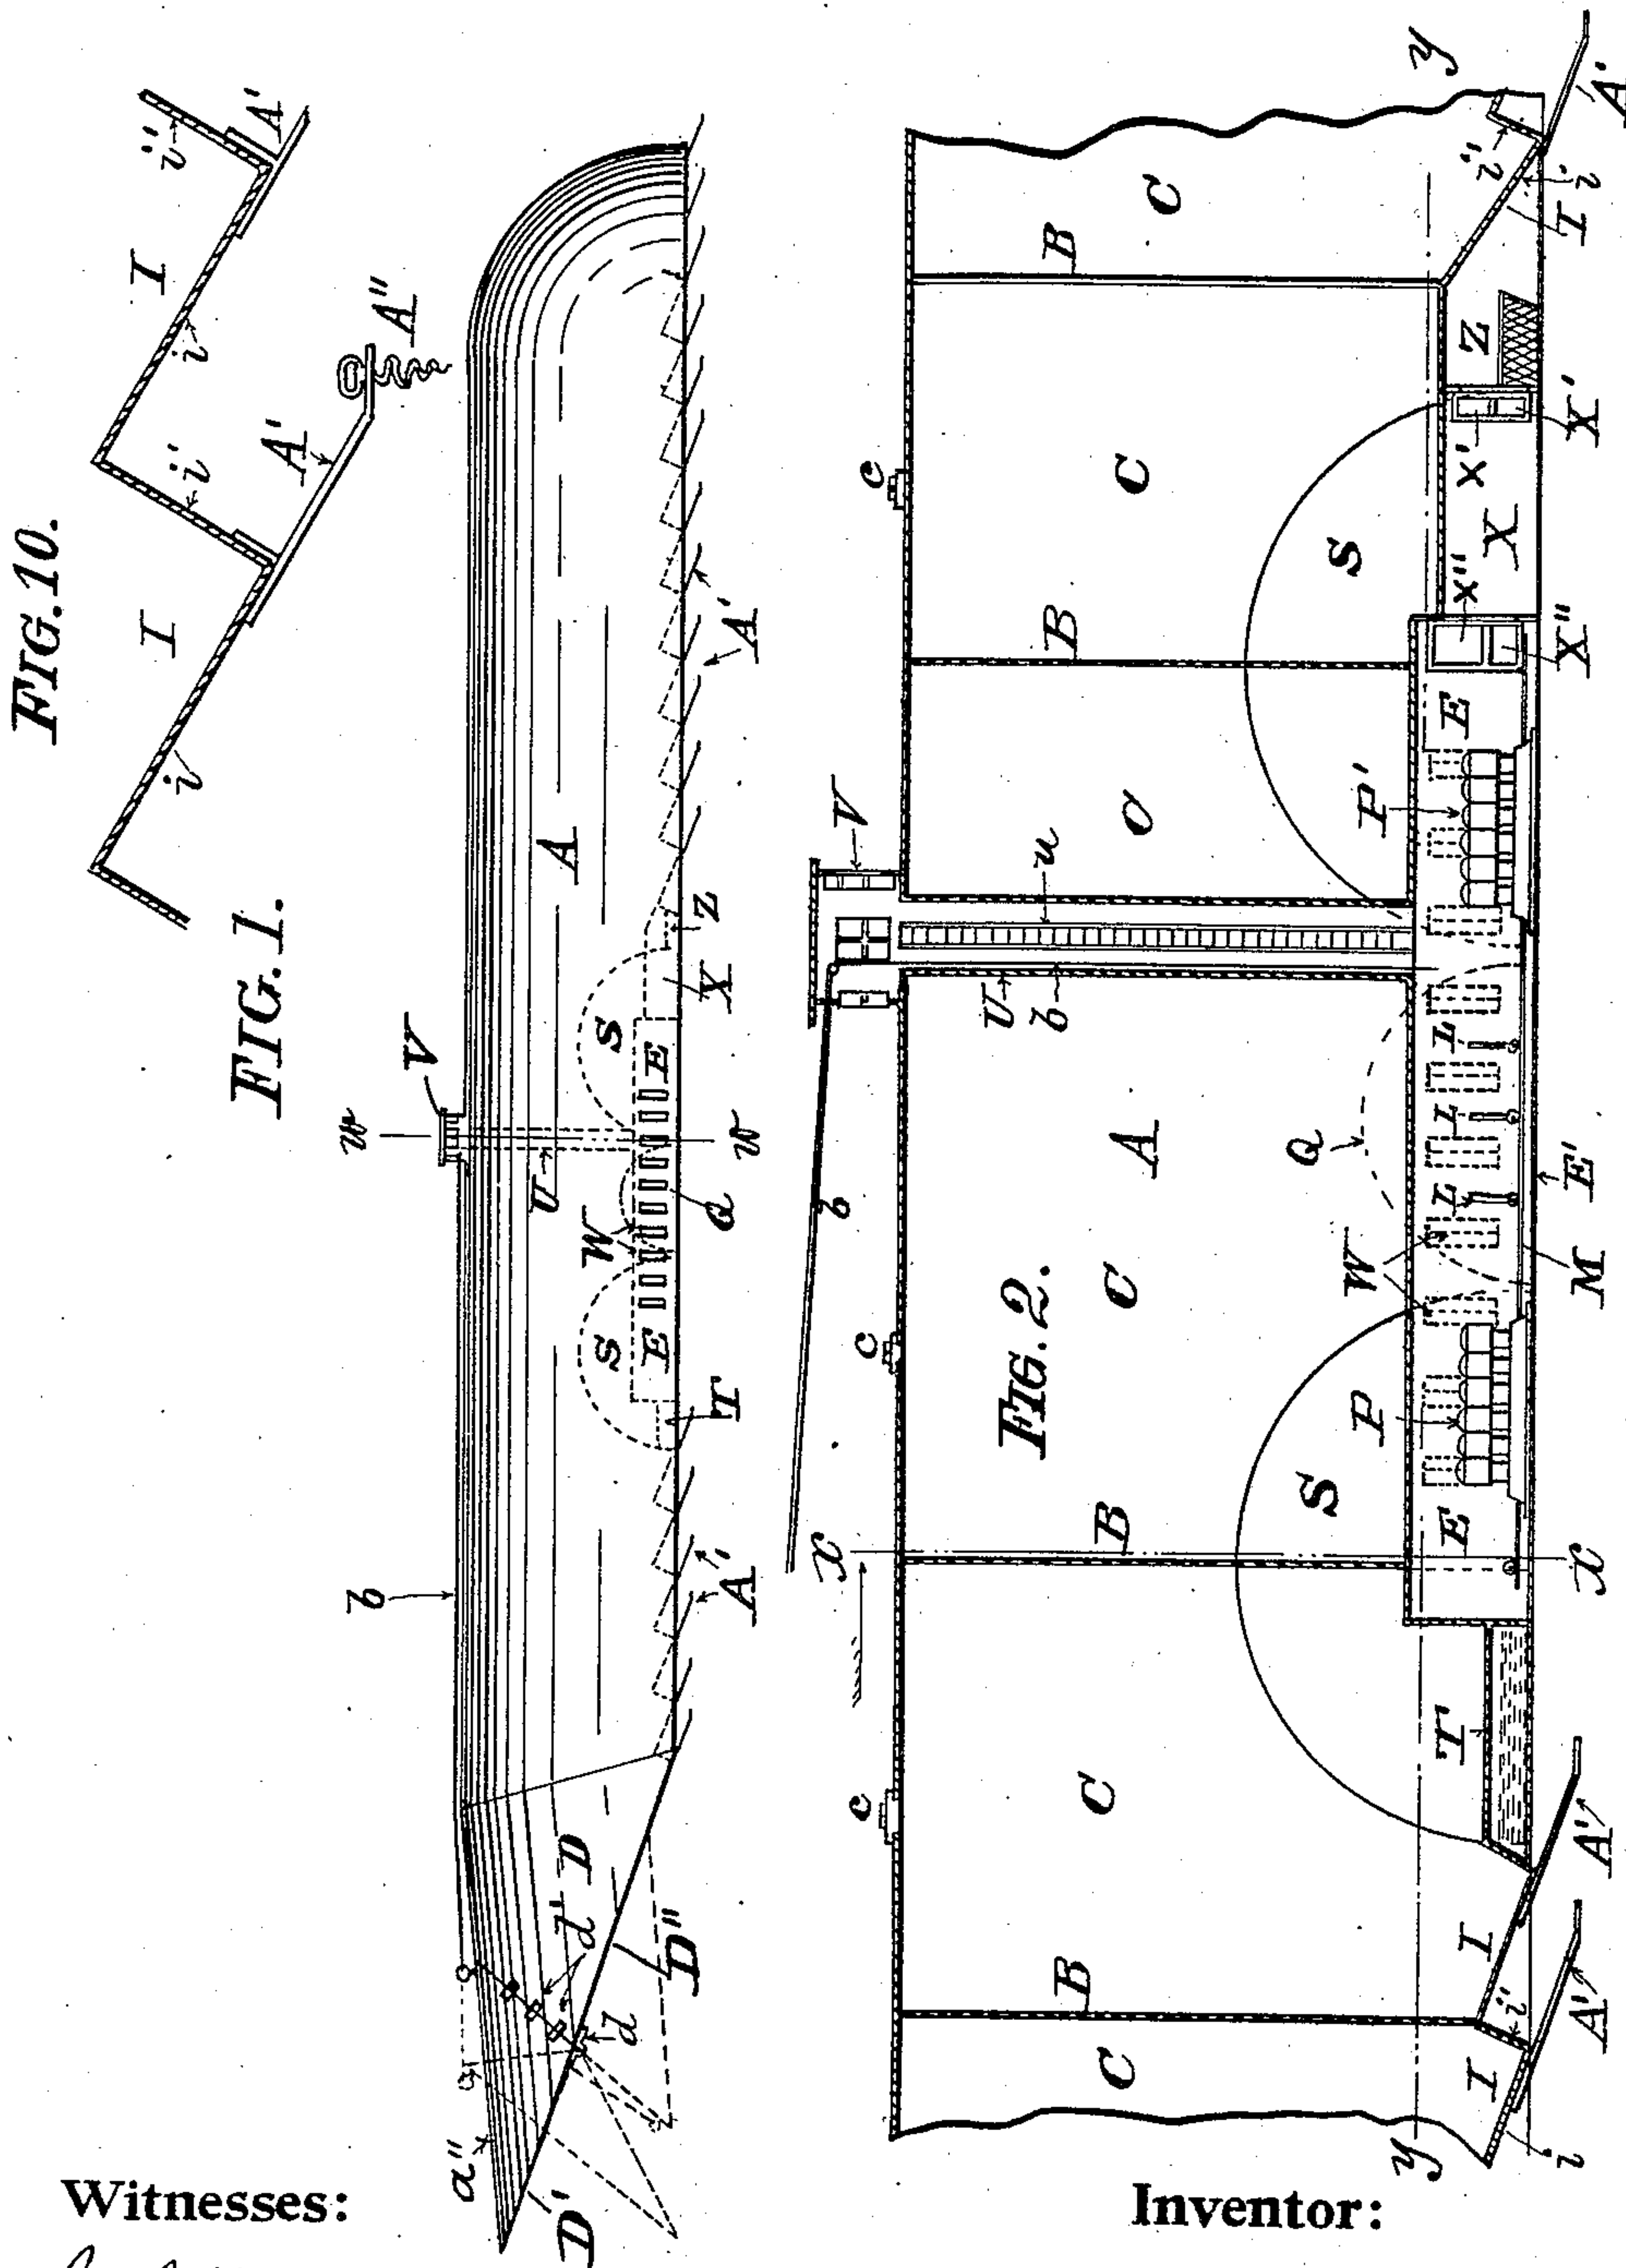 FIG. 10.
I
I
i
i'
i
i'
A'
A'
A''
FIG. 1.
b
V
w
w
U
W
S
S
E
E
Q
A
T
X
Z
A'
A'
a''
D
D'
D''
d
d'
FIG. 2.
V
u
U
b
b
c
c
c
B
B
B
B
C
C
C
C
C
C
A
S
S
Q
P
P'
L
L
L
W
E
E
E'
M
T
X
X'
X'
X''
X''
Z
I
I
I
i
i
i'
i'
A'
A'
A'
x
x
y
y
Witnesses:
Inventor: